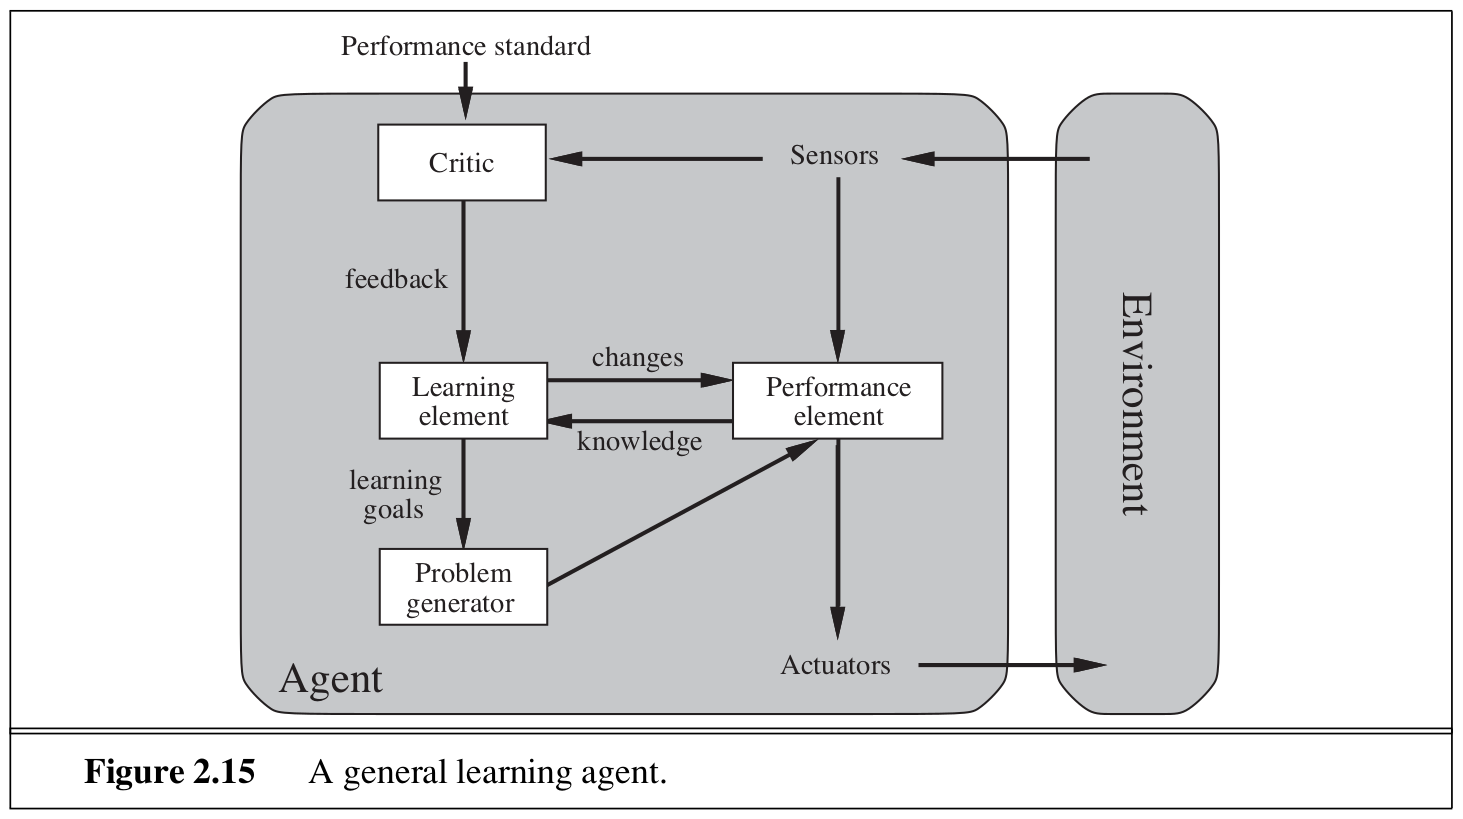 Performance standard
Critic
Sensors
feedback
Learning
element
changes
knowledge
Performance
element
Environment
learning
goals
Problem
generator
Agent
Actuators
Figure 2.15 A general learning agent.